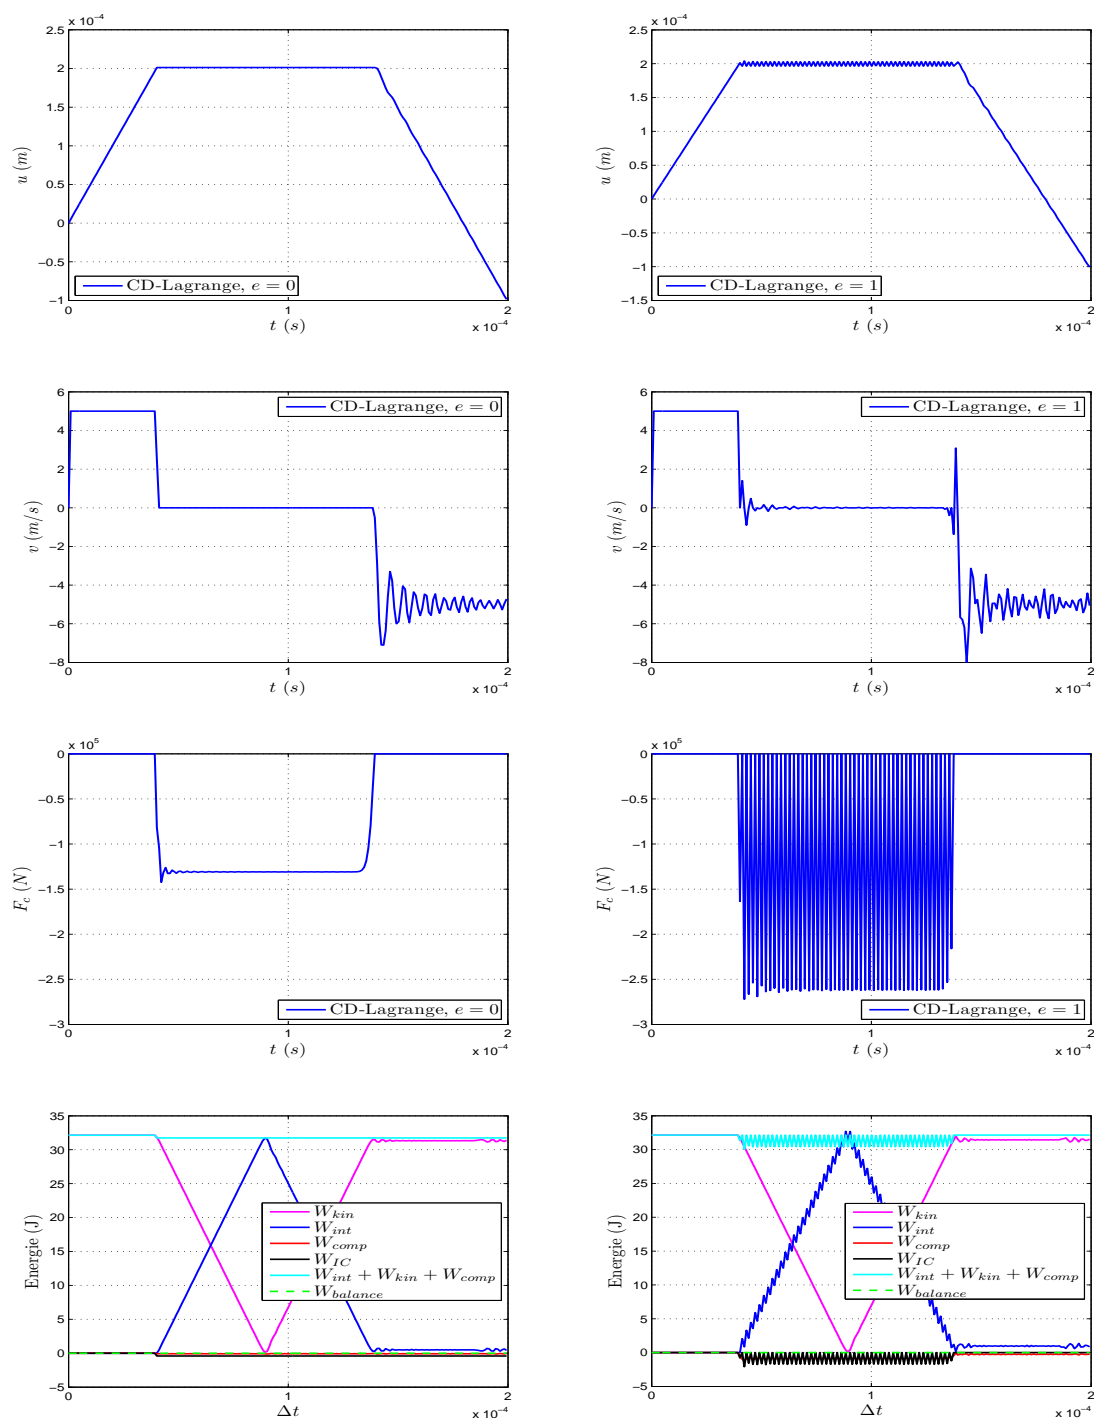 x 10⁻⁴
2.5
2
1.5
1
0.5
0
−0.5
−1
u (m)
CD-Lagrange, e = 0
0
1
2
x 10⁻⁴
t (s)
x 10⁻⁴
2.5
2
1.5
1
0.5
0
−0.5
−1
−1.5
u (m)
CD-Lagrange, e = 1
0
1
2
x 10⁻⁴
t (s)
6
4
2
0
−2
−4
−6
−8
v (m/s)
CD-Lagrange, e = 0
0
1
2
x 10⁻⁴
t (s)
6
4
2
0
−2
−4
−6
−8
v (m/s)
CD-Lagrange, e = 1
0
1
2
x 10⁻⁴
t (s)
x 10⁵
0
−0.5
−1
−1.5
−2
−2.5
−3
F_c (N)
CD-Lagrange, e = 0
0
1
2
x 10⁻⁴
t (s)
x 10⁵
0
−0.5
−1
−1.5
−2
−2.5
−3
F_c (N)
CD-Lagrange, e = 1
0
1
2
x 10⁻⁴
t (s)
35
30
25
20
15
10
5
0
−5
Energie (J)
W_kin
W_int
W_comp
W_IC
W_int + W_kin + W_comp
W_balance
0
1
2
x 10⁻⁴
Δt
35
30
25
20
15
10
5
0
−5
Energie (J)
W_kin
W_int
W_comp
W_IC
W_int + W_kin + W_comp
W_balance
0
1
2
x 10⁻⁴
Δt